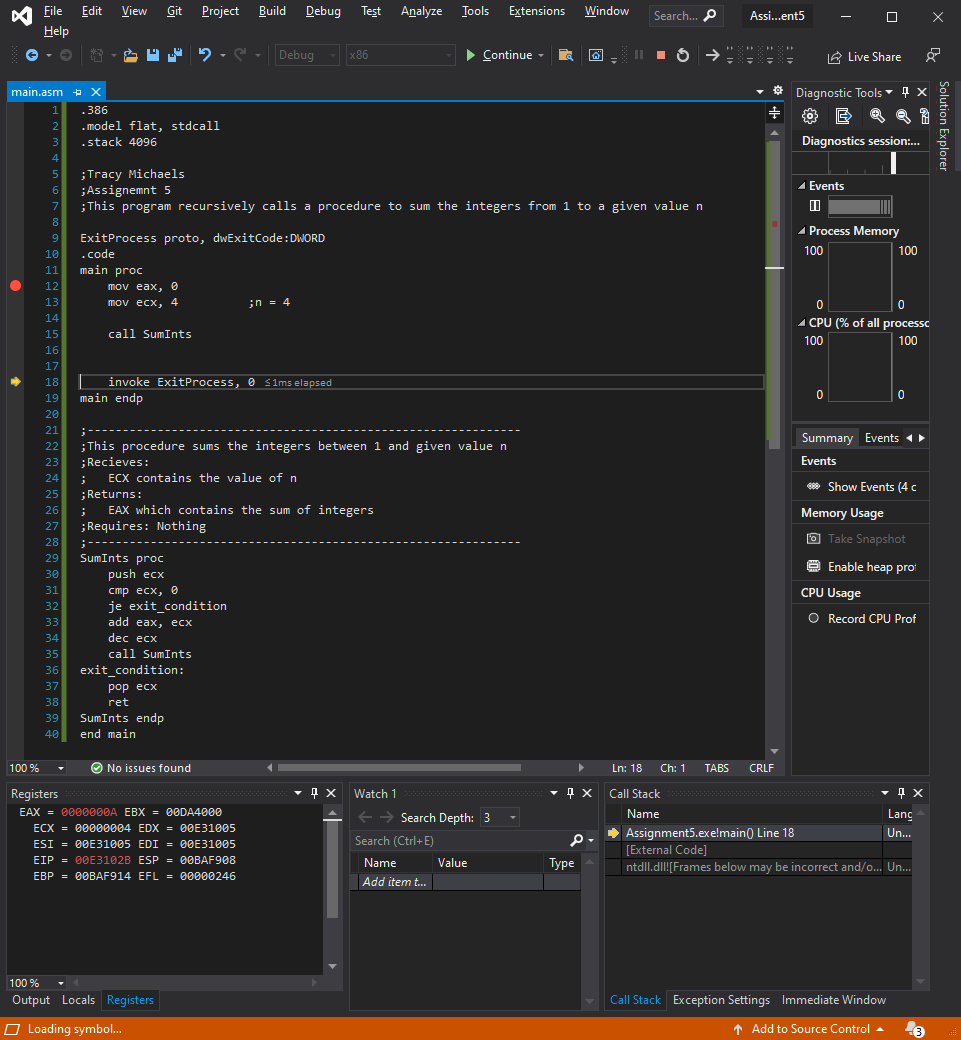 File Edit View Git Project Build Debug Test Analyze Tools Extensions Window Search... Assi...ent5
Help
Debug x86 Continue Live Share
main.asm
1 .386
2 .model flat, stdcall
3 .stack 4096
4
5 ;Tracy Michaels
6 ;Assignemnt 5
7 ;This program recursively calls a procedure to sum the integers from 1 to a given value n
8
9 ExitProcess proto, dwExitCode:DWORD
10 .code
11 main proc
12 mov eax, 0
13 mov ecx, 4 ;n = 4
14
15 call SumInts
16
17
18 invoke ExitProcess, 0 ≤1ms elapsed
19 main endp
20
21 ;--------------------------------------------------------------
22 ;This procedure sums the integers between 1 and given value n
23 ;Recieves:
24 ; ECX contains the value of n
25 ;Returns:
26 ; EAX which contains the sum of integers
27 ;Requires: Nothing
28 ;--------------------------------------------------------------
29 SumInts proc
30 push ecx
31 cmp ecx, 0
32 je exit_condition
33 add eax, ecx
34 dec ecx
35 call SumInts
36 exit_condition:
37 pop ecx
38 ret
39 SumInts endp
40 end main
100 % No issues found Ln: 18 Ch: 1 TABS CRLF
Diagnostic Tools
Diagnostics session:...
Events
Process Memory
100 100
0 0
CPU (% of all processo
100 100
0 0
Summary Events
Events
Show Events (4 c
Memory Usage
Take Snapshot
Enable heap prof
CPU Usage
Record CPU Prof
Solution Explorer
Registers
EAX = 0000000A EBX = 00DA4000
ECX = 00000004 EDX = 00E31005
ESI = 00E31005 EDI = 00E31005
EIP = 00E3102B ESP = 00BAF908
EBP = 00BAF914 EFL = 00000246
100 %
Output Locals Registers
Watch 1
Search Depth: 3
Search (Ctrl+E)
Name Value Type
Add item t...
Call Stack
Name Lang
Assignment5.exe!main() Line 18 Un...
[External Code]
ntdll.dll![Frames below may be incorrect and/o... Un...
Call Stack Exception Settings Immediate Window
Loading symbol... Add to Source Control 3